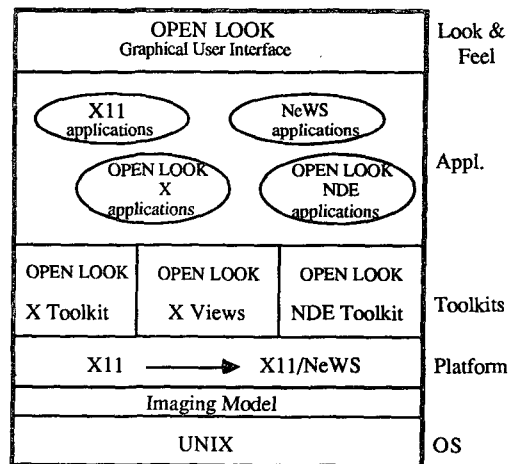 OPEN LOOK
Graphical User Interface
Look &
Feel
X11
applications
NeWS
applications
OPEN LOOK
X
applications
OPEN LOOK
NDE
applications
Appl.
OPEN LOOK
X Toolkit
OPEN LOOK
X Views
OPEN LOOK
NDE Toolkit
Toolkits
X11
X11/NeWS
Platform
Imaging Model
UNIX
OS